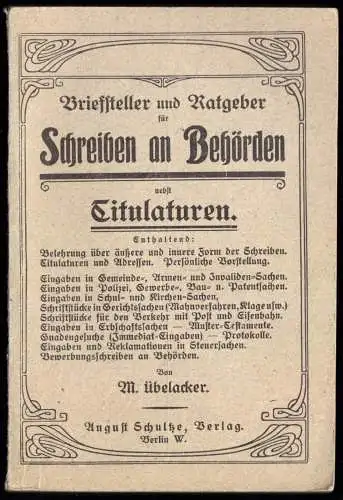 Briefsteller und Ratgeber
für
Schreiben an Behörden
nebst
Citulaturen.
Enthaltend:
Belehrung über äußere und innere Form der Schreiben.
Titulaturen und Adressen. Persönliche Vorstellung.
Eingaben in Gemeinde-, Armen- und Invaliden-Sachen.
Eingaben in Polizei, Gewerbe-, Bau- u. Patentsachen.
Eingaben in Schul- und Kirchen-Sachen.
Schriftstücke in Gerichtssachen (Mahnverfahren, Klage usw.)
Schriftstücke für den Verkehr mit Post und Eisenbahn.
Eingaben in Erbschaftssachen — Muster-Testamente.
Gnadengesuche (Immediat-Eingaben) — Protokolle.
Eingaben und Reklamationen in Steuersachen.
Bewerbungsschreiben an Behörden.
Von
M. Übelacker.
August Schultze, Verlag.
Berlin W.